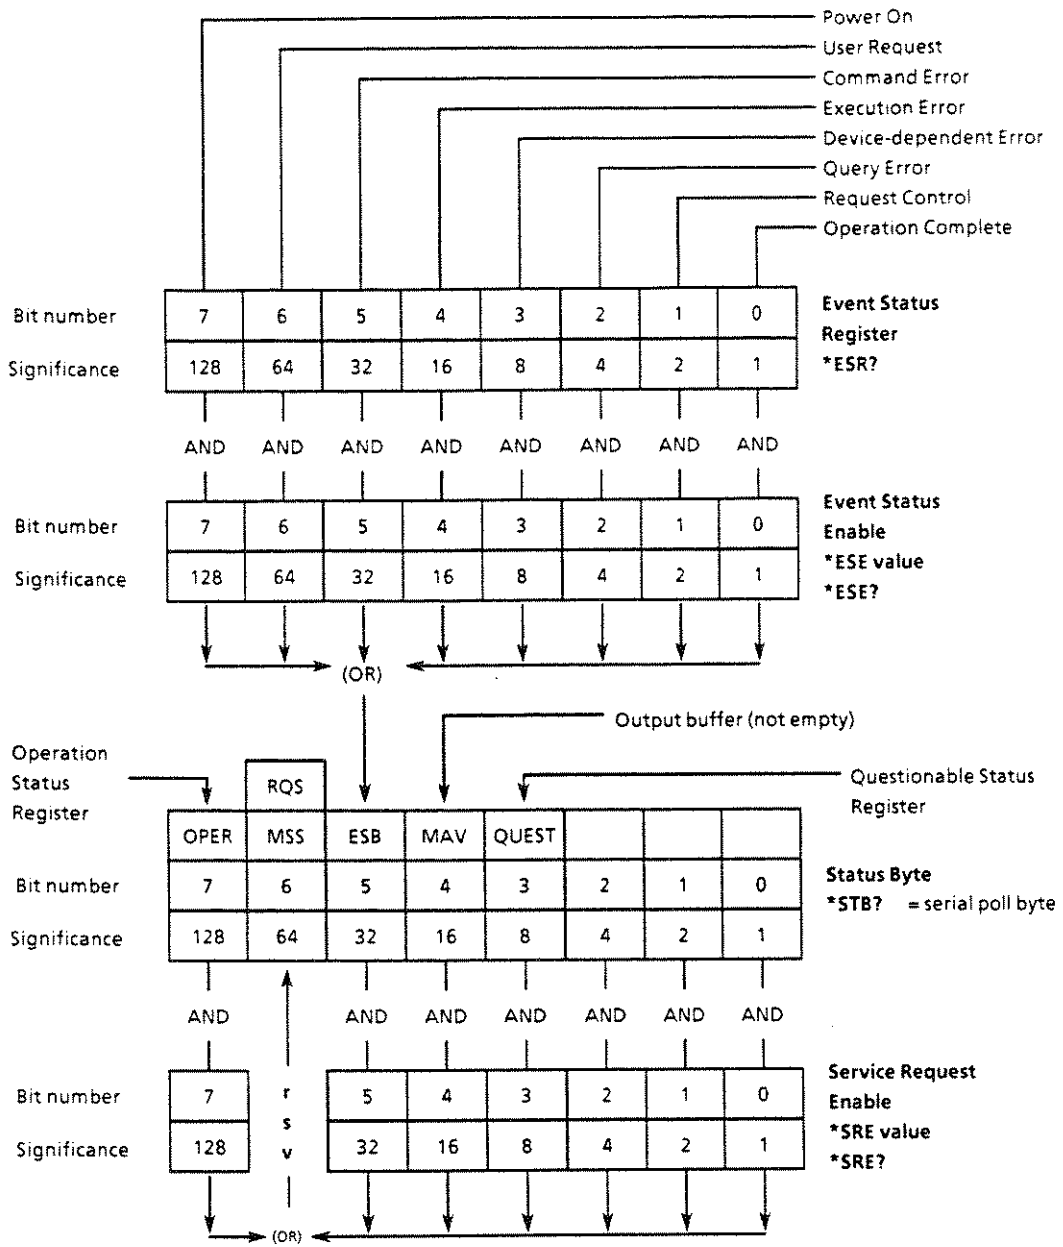 Power On
User Request
Command Error
Execution Error
Device-dependent Error
Query Error
Request Control
Operation Complete
Bit number 7 6 5 4 3 2 1 0 Event Status
Register
Significance 128 64 32 16 8 4 2 1 *ESR?
AND AND AND AND AND AND AND AND
Bit number 7 6 5 4 3 2 1 0 Event Status
Enable
Significance 128 64 32 16 8 4 2 1 *ESE value
*ESE?
(OR)
Output buffer (not empty)
Operation
Status
Register
RQS
Questionable Status
Register
OPER MSS ESB MAV QUEST
Bit number 7 6 5 4 3 2 1 0 Status Byte
*STB? = serial poll byte
Significance 128 64 32 16 8 4 2 1
AND AND AND AND AND AND AND
Bit number 7 r 5 4 3 2 1 0 Service Request
Enable
s
Significance 128 v 32 16 8 4 2 1 *SRE value
*SRE?
(OR)